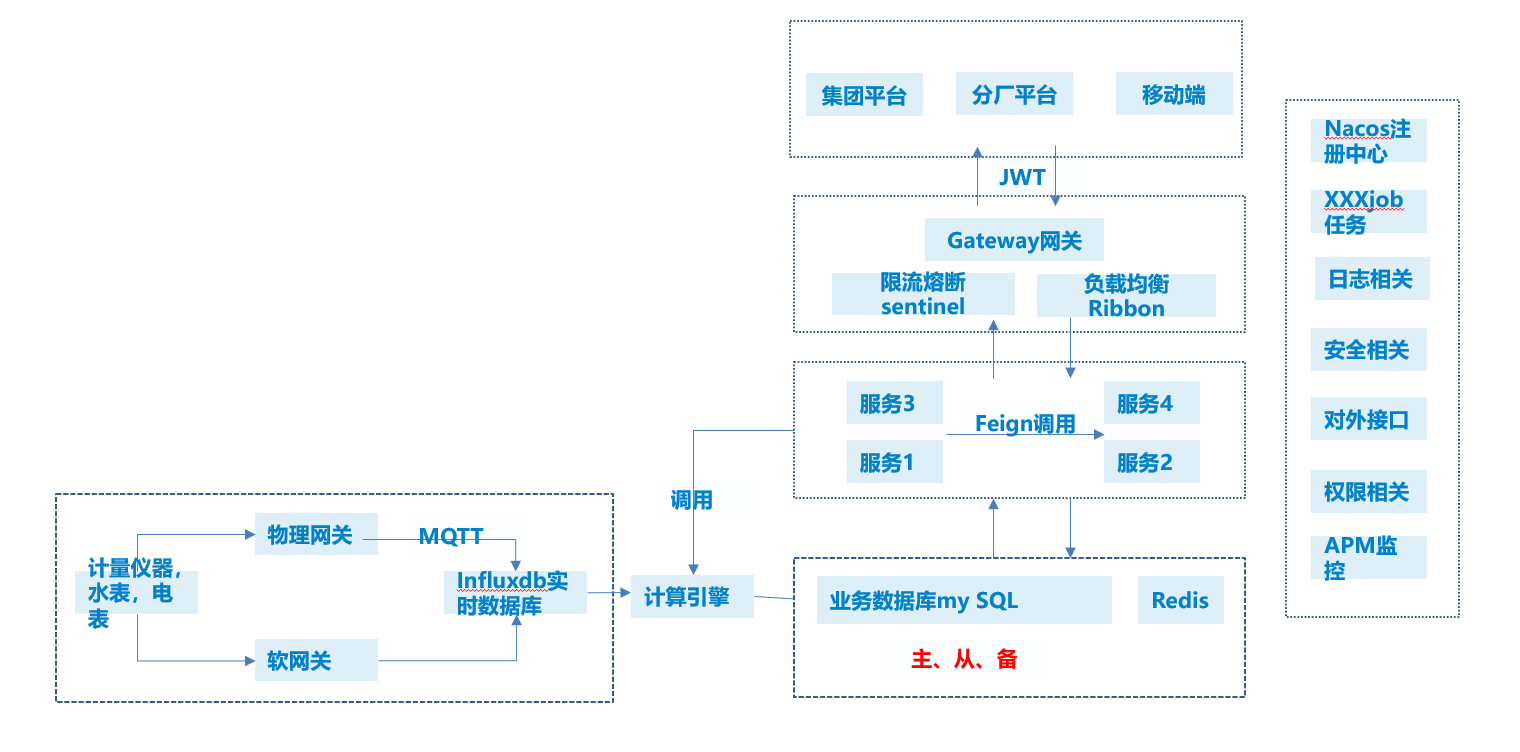 集团平台
分厂平台
移动端
JWT
Gateway网关
限流熔断
sentinel
负载均衡
Ribbon
服务3
服务4
Feign调用
服务1
服务2
调用
物理网关
MQTT
计量仪器，
水表，电
表
Influxdb实
时数据库
软网关
计算引擎
业务数据库my SQL
Redis
主、从、备
Nacos注
册中心
XXXjob
任务
日志相关
安全相关
对外接口
权限相关
APM监
控